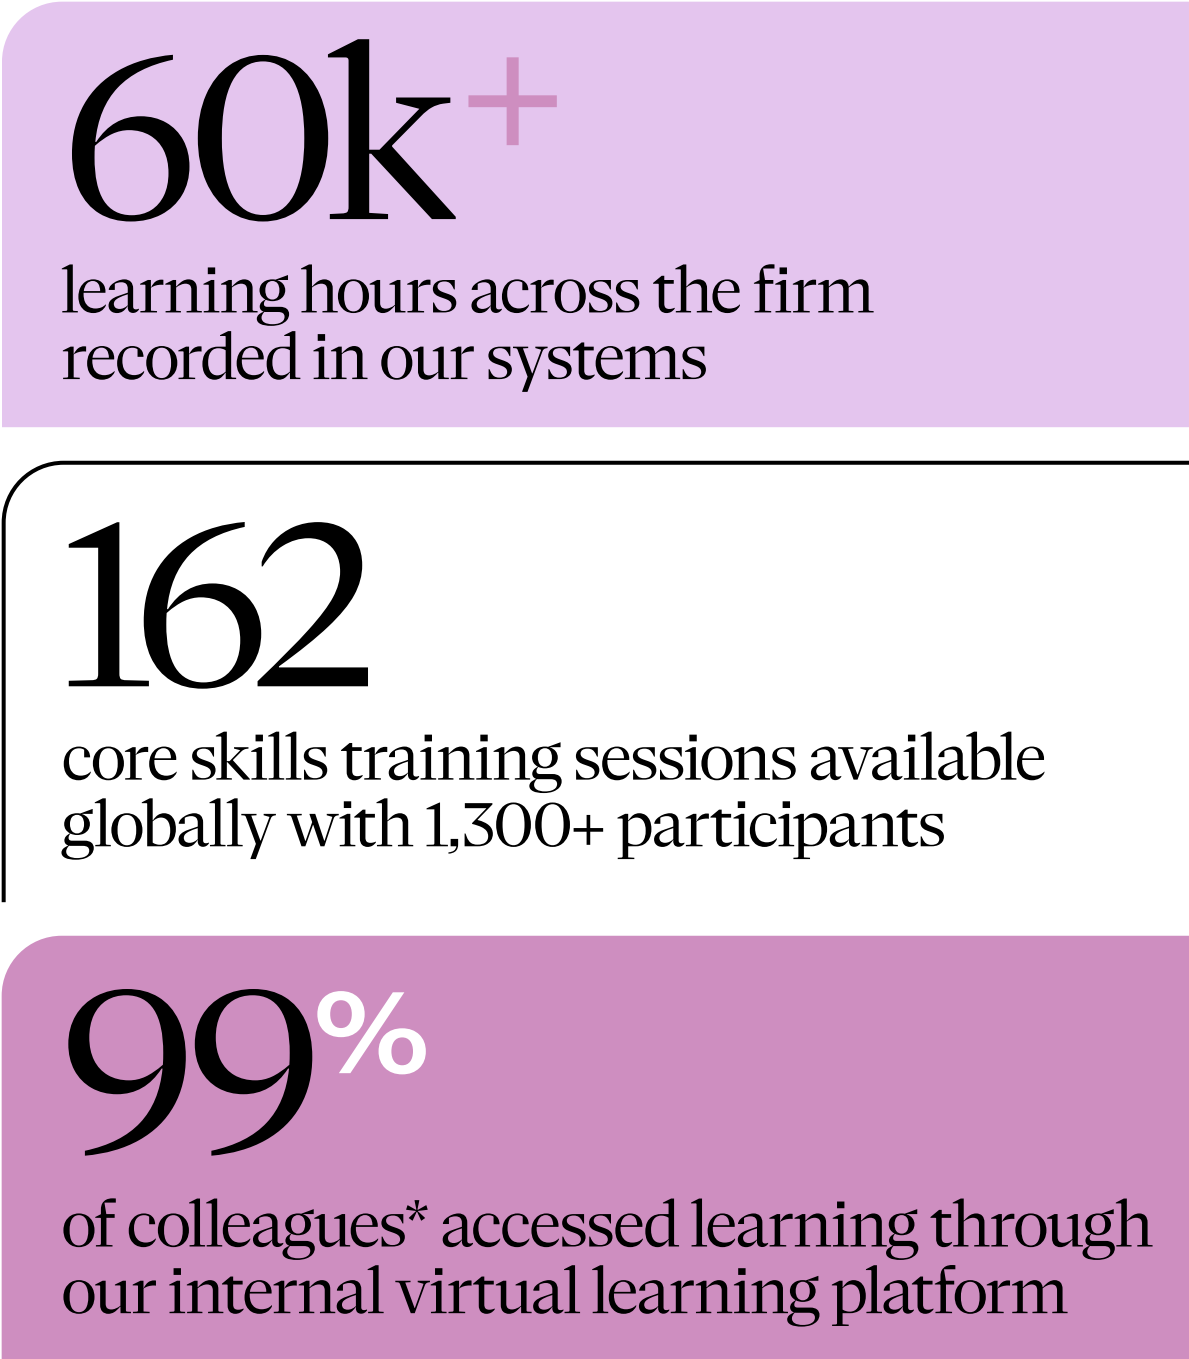 60k+
learning hours across the firm
recorded in our systems
162
core skills training sessions available
globally with 1,300+ participants
99%
of colleagues* accessed learning through
our internal virtual learning platform